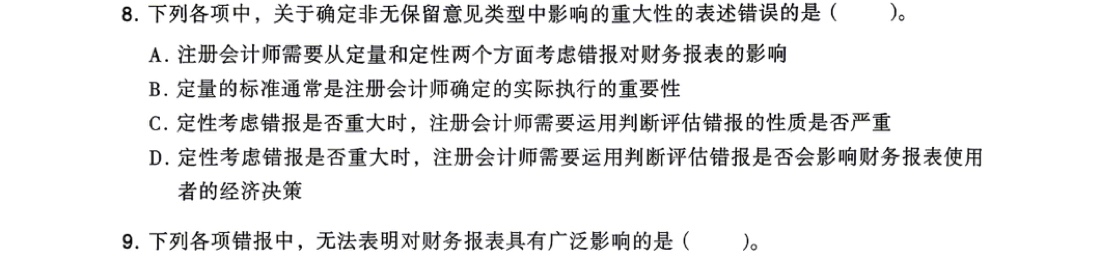 8. 下列各项中，关于确定非无保留意见类型中影响的重大性的表述错误的是（　　）。
A. 注册会计师需要从定量和定性两个方面考虑错报对财务报表的影响
B. 定量的标准通常是注册会计师确定的实际执行的重要性
C. 定性考虑错报是否重大时，注册会计师需要运用判断评估错报的性质是否严重
D. 定性考虑错报是否重大时，注册会计师需要运用判断评估错报是否会影响财务报表使用
者的经济决策
9. 下列各项错报中，无法表明对财务报表具有广泛影响的是（　　）。